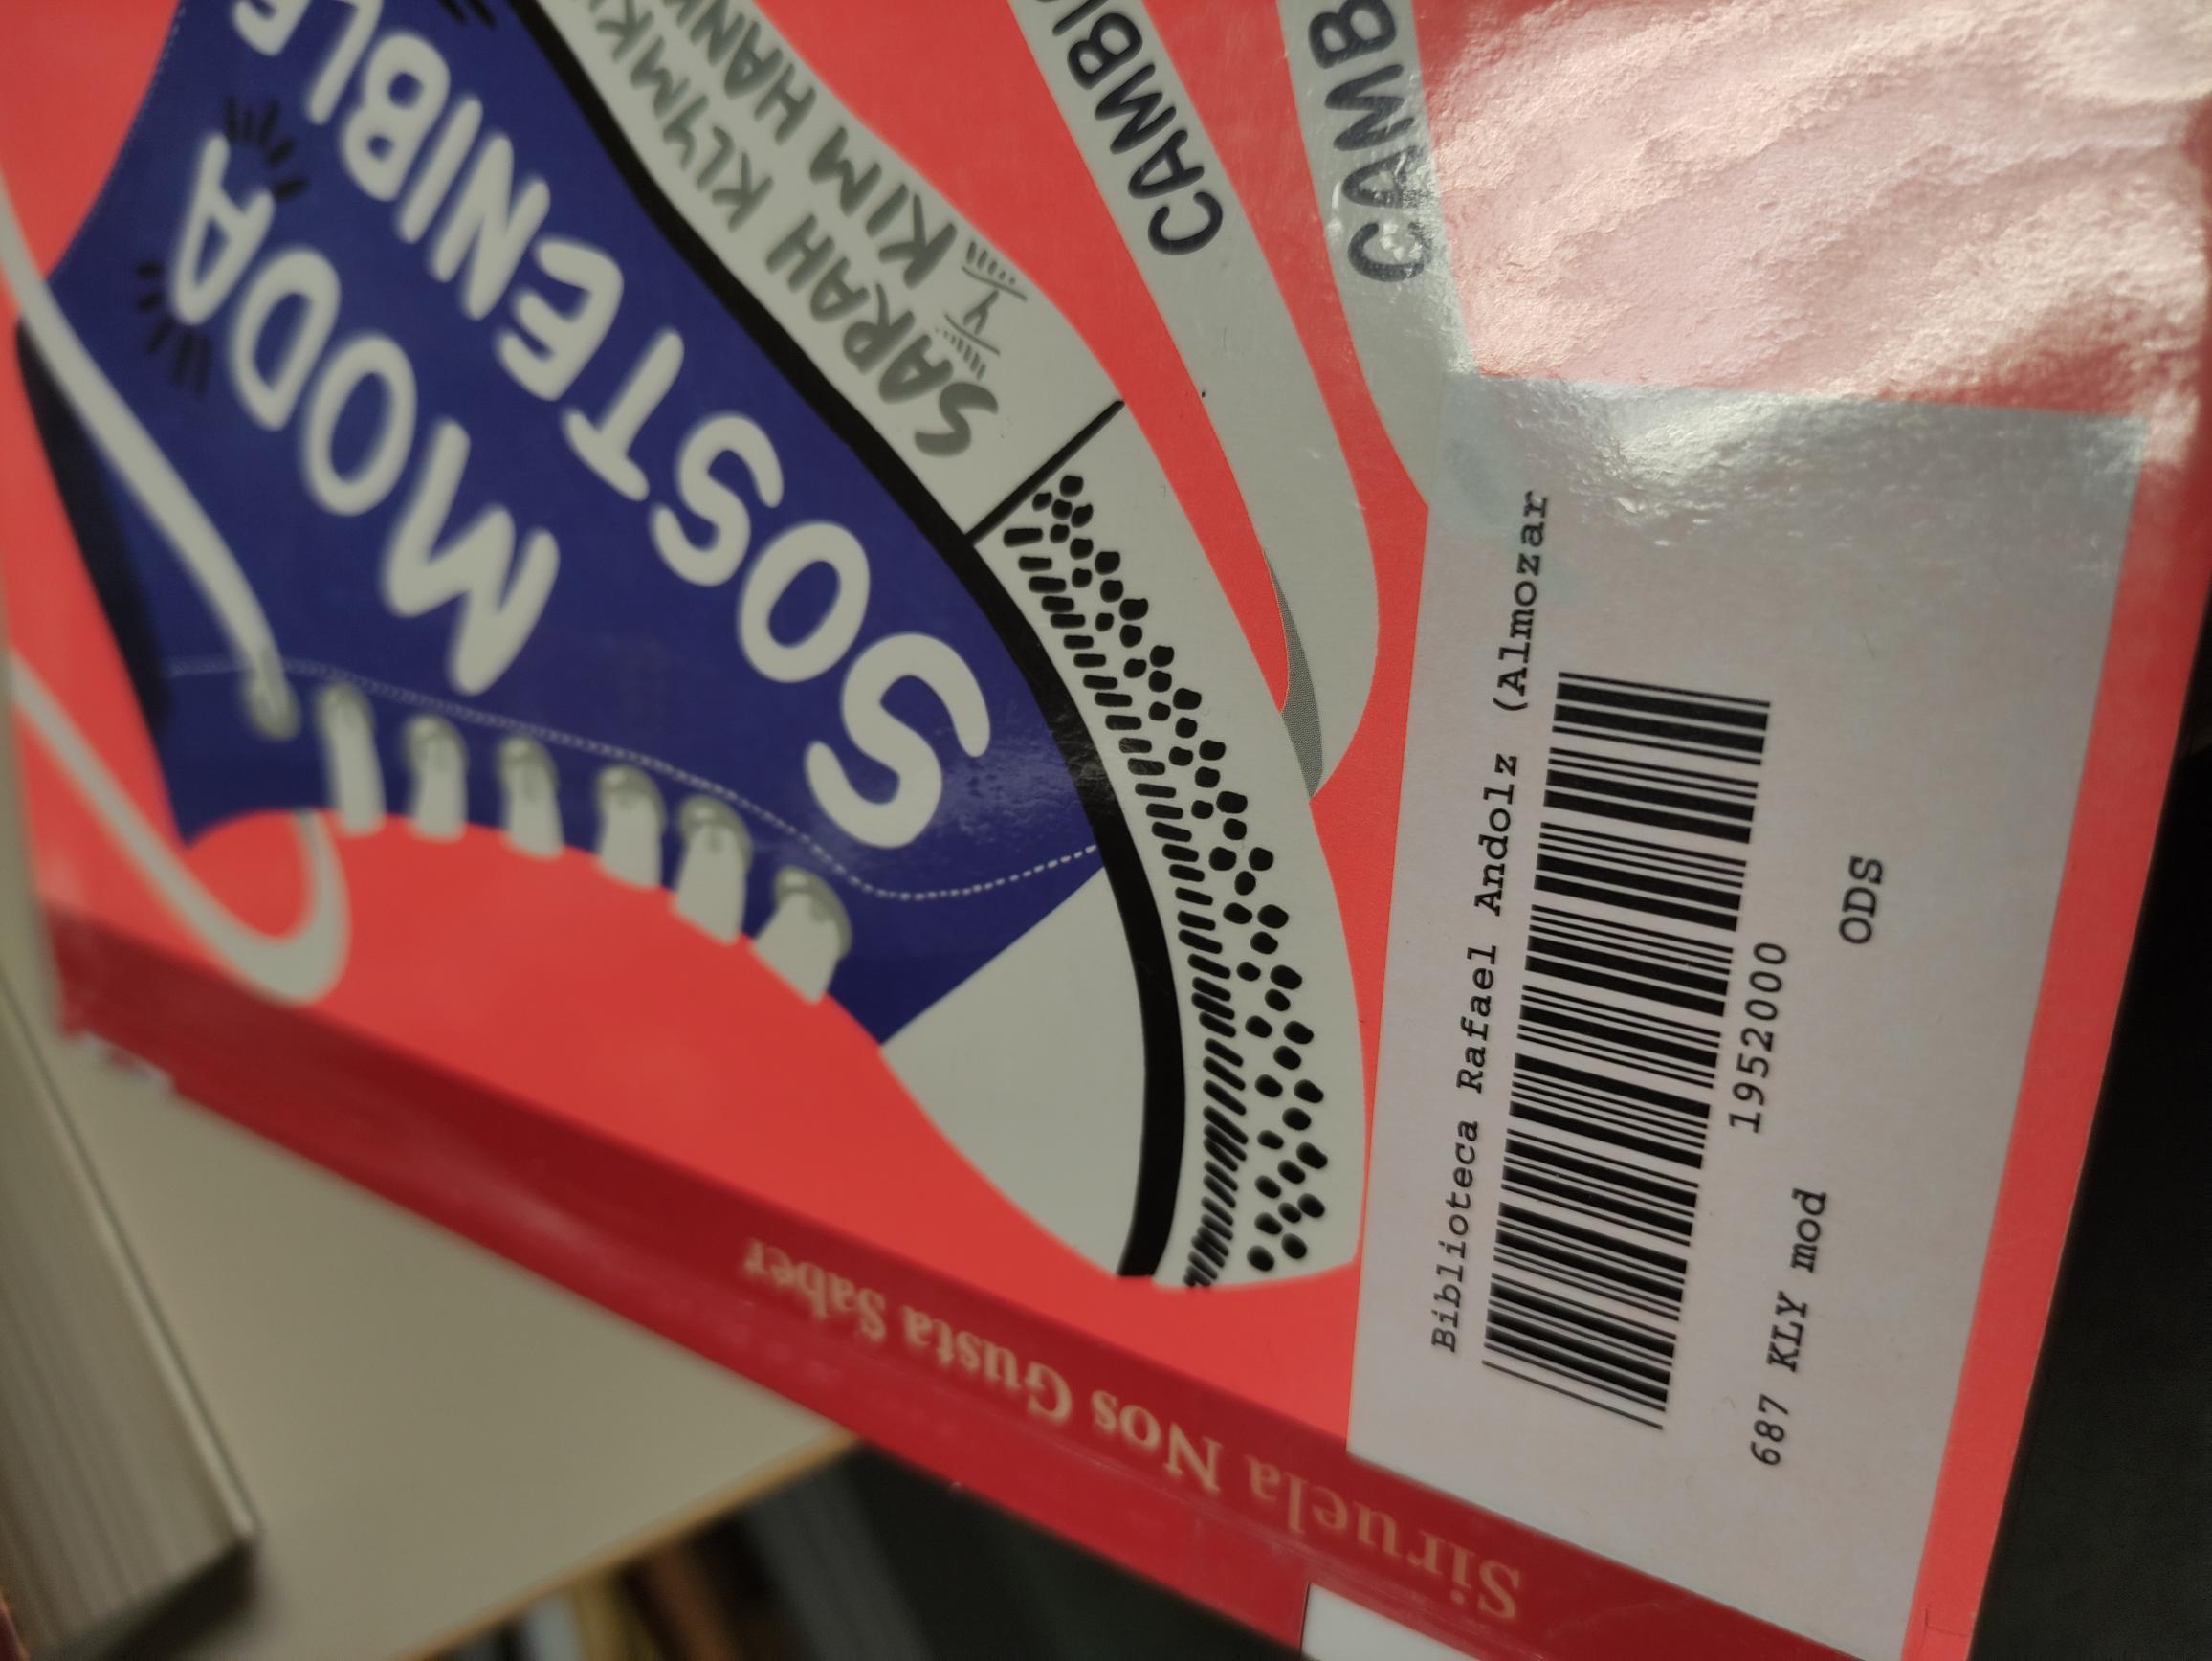 MODA
SOSTENIBLE
SARAH KLYMK
Y KIM HANK
CAMBI
CAMB
Siruela Nos Gusta Saber
Biblioteca Rafael Andolz (Almozar
1952000
687 KLY mod
ODS